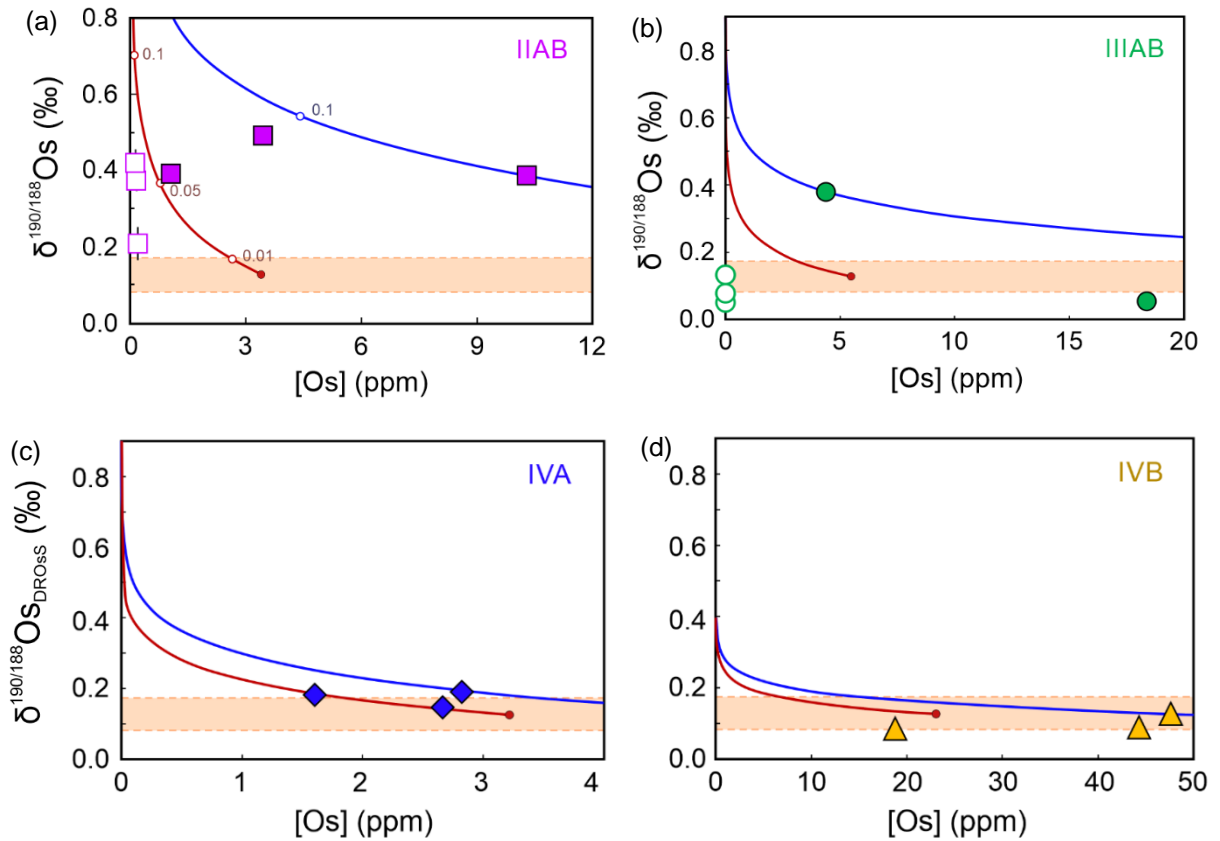 (a)
IIAB
δ190/188Os (‰)
0.8
0.6
0.4
0.2
0.0
0.1
0.05
0.01
0.1
0 3 6 9 12
[Os] (ppm)
(b)
IIIAB
δ190/188Os (‰)
0.8
0.6
0.4
0.2
0.0
0 5 10 15 20
[Os] (ppm)
(c)
IVA
δ190/188OsDROsS (‰)
0.8
0.6
0.4
0.2
0.0
0 1 2 3 4
[Os] (ppm)
(d)
IVB
0.8
0.6
0.4
0.2
0.0
0 10 20 30 40 50
[Os] (ppm)